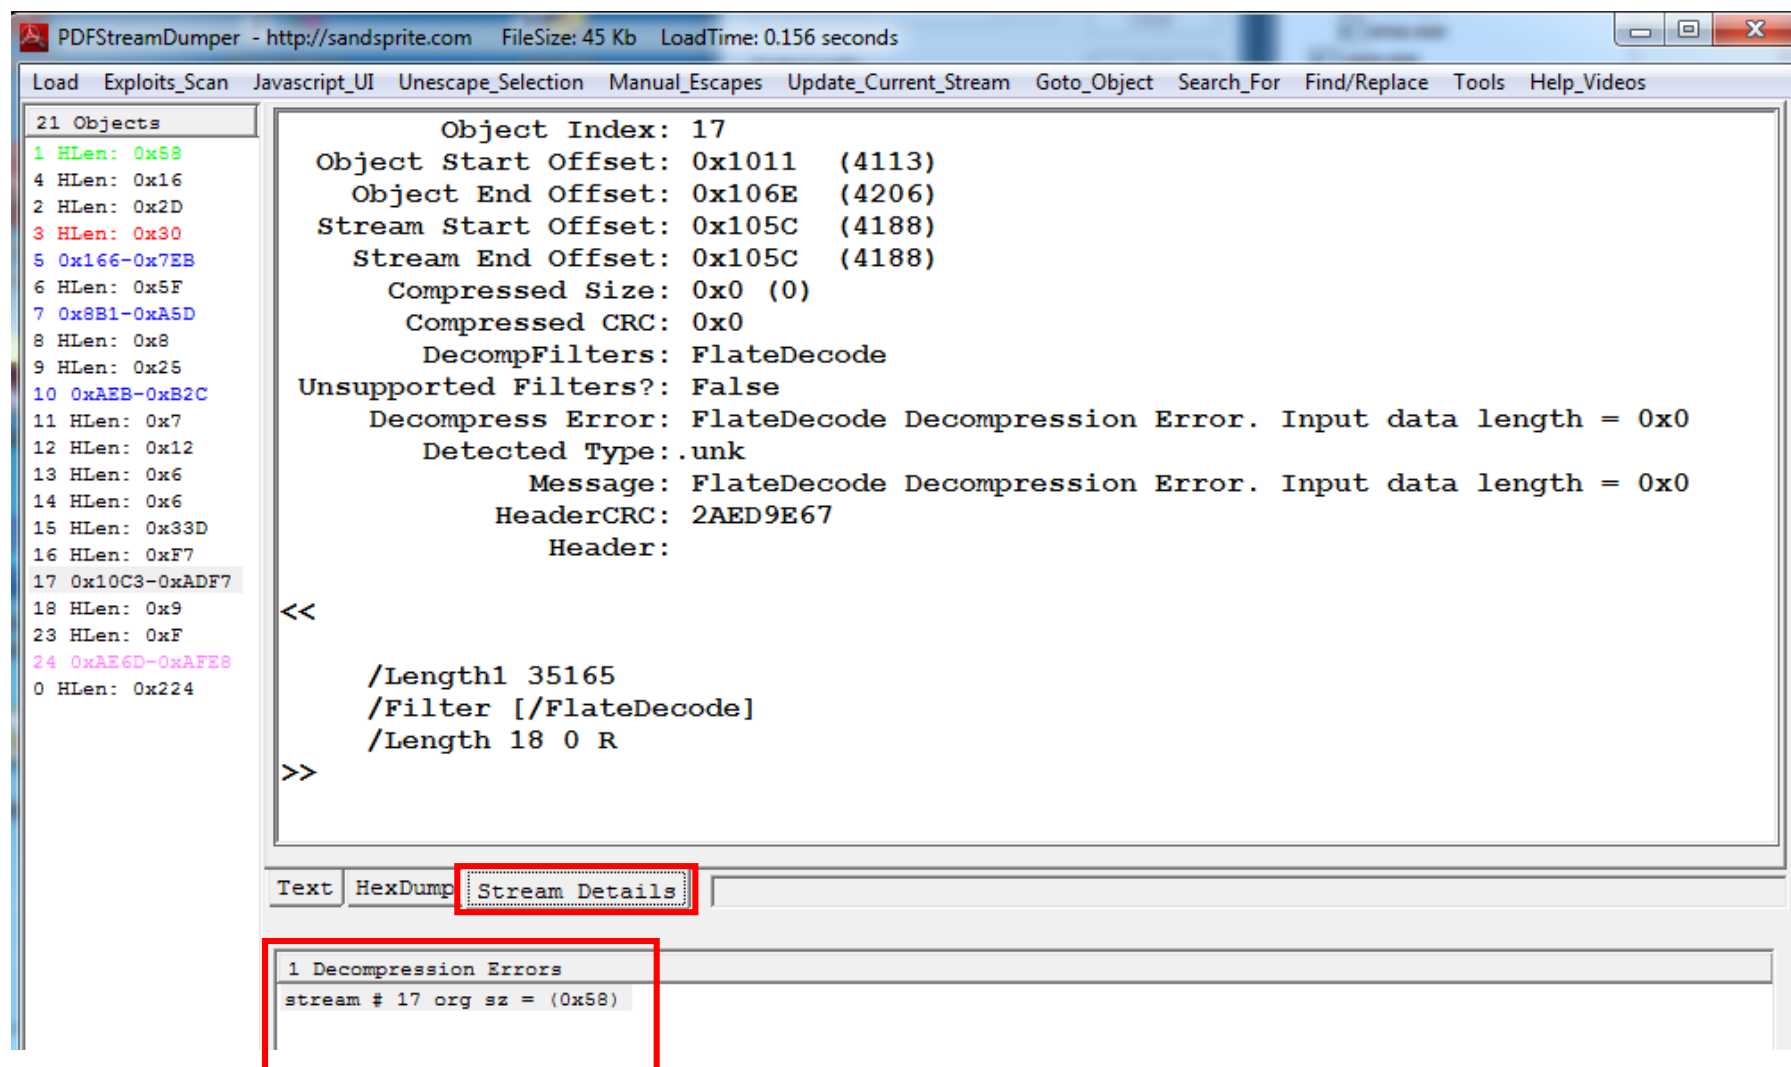 PDFStreamDumper - http://sandsprite.com FileSize: 45 Kb LoadTime: 0.156 seconds
Load Exploits_Scan Javascript_UI Unescape_Selection Manual_Escapes Update_Current_Stream Goto_Object Search_For Find/Replace Tools Help_Videos
21 Objects
1 HLen: 0x58
4 HLen: 0x16
2 HLen: 0x2D
3 HLen: 0x30
5 0x166-0x7EB
6 HLen: 0x5F
7 0x8B1-0xA5D
8 HLen: 0x8
9 HLen: 0x25
10 0xAEB-0xB2C
11 HLen: 0x7
12 HLen: 0x12
13 HLen: 0x6
14 HLen: 0x6
15 HLen: 0x33D
16 HLen: 0xF7
17 0x10C3-0xADF7
18 HLen: 0x9
23 HLen: 0xF
24 0xAE6D-0xAFE8
0 HLen: 0x224
Object Index: 17
Object Start Offset: 0x1011 (4113)
Object End Offset: 0x106E (4206)
Stream Start Offset: 0x105C (4188)
Stream End Offset: 0x105C (4188)
Compressed Size: 0x0 (0)
Compressed CRC: 0x0
DecompFilters: FlateDecode
Unsupported Filters?: False
Decompress Error: FlateDecode Decompression Error. Input data length = 0x0
Detected Type:.unk
Message: FlateDecode Decompression Error. Input data length = 0x0
HeaderCRC: 2AED9E67
Header:
<<
/Length1 35165
/Filter [/FlateDecode]
/Length 18 0 R
>>
Text HexDump Stream Details
1 Decompression Errors
stream # 17 org sz = (0x58)